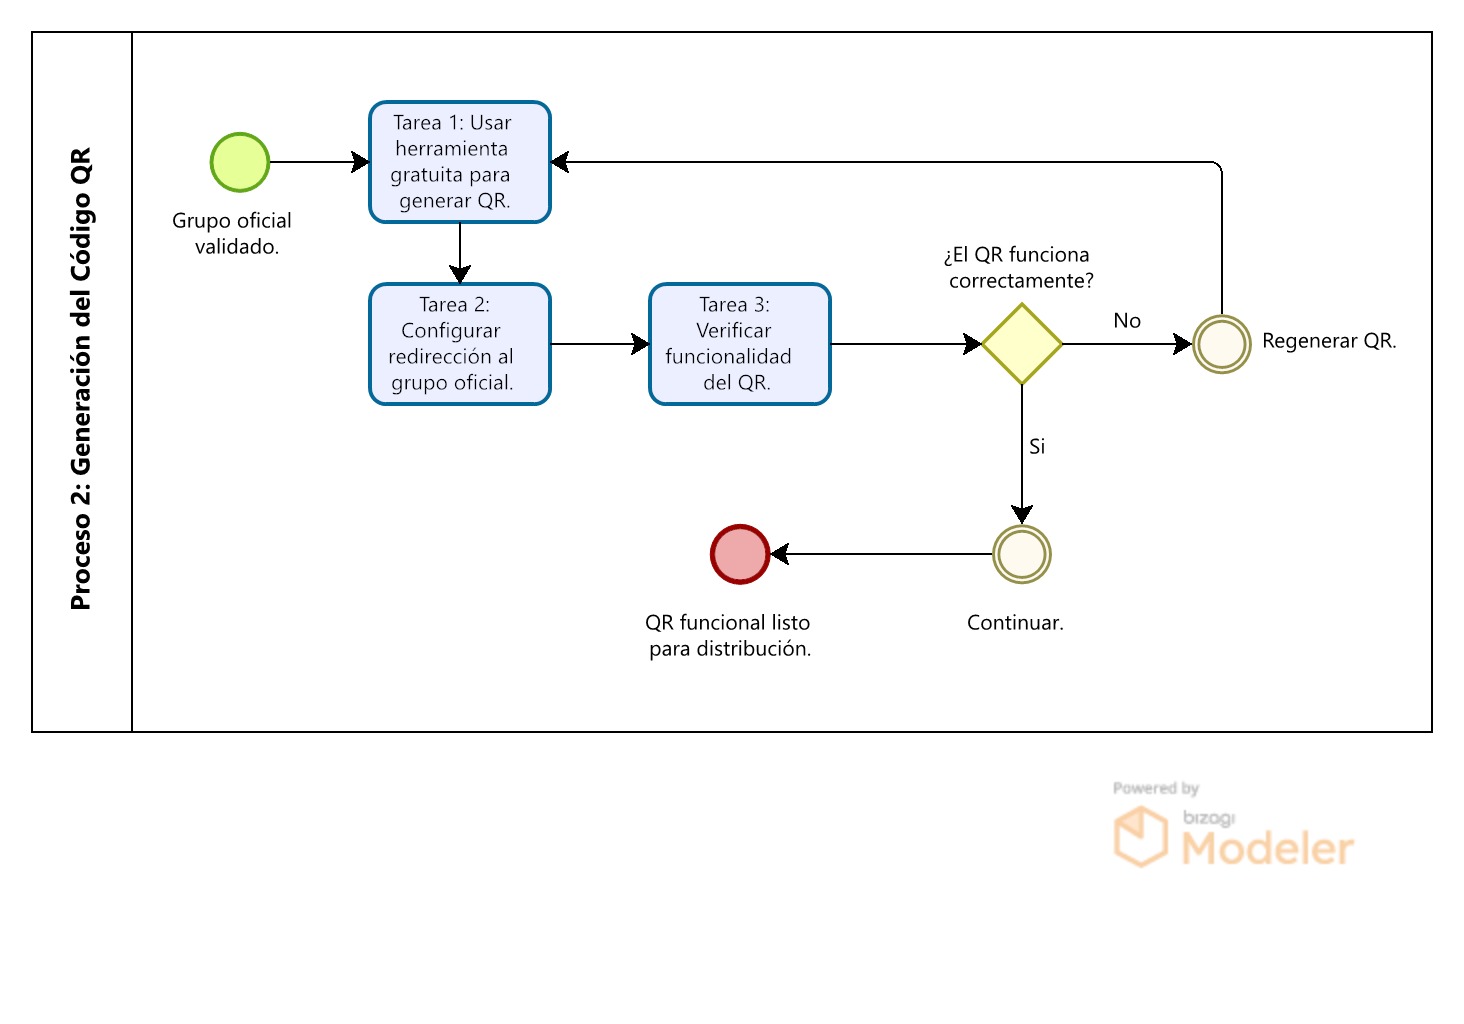 Proceso 2: Generación del Código QR
Grupo oficial
validado.
Tarea 1: Usar
herramienta
gratuita para
generar QR.
Tarea 2:
Configurar
redirección al
grupo oficial.
Tarea 3:
Verificar
funcionalidad
del QR.
¿El QR funciona
correctamente?
No
Regenerar QR.
Si
Continuar.
QR funcional listo
para distribución.
Powered by
bizagi
Modeler